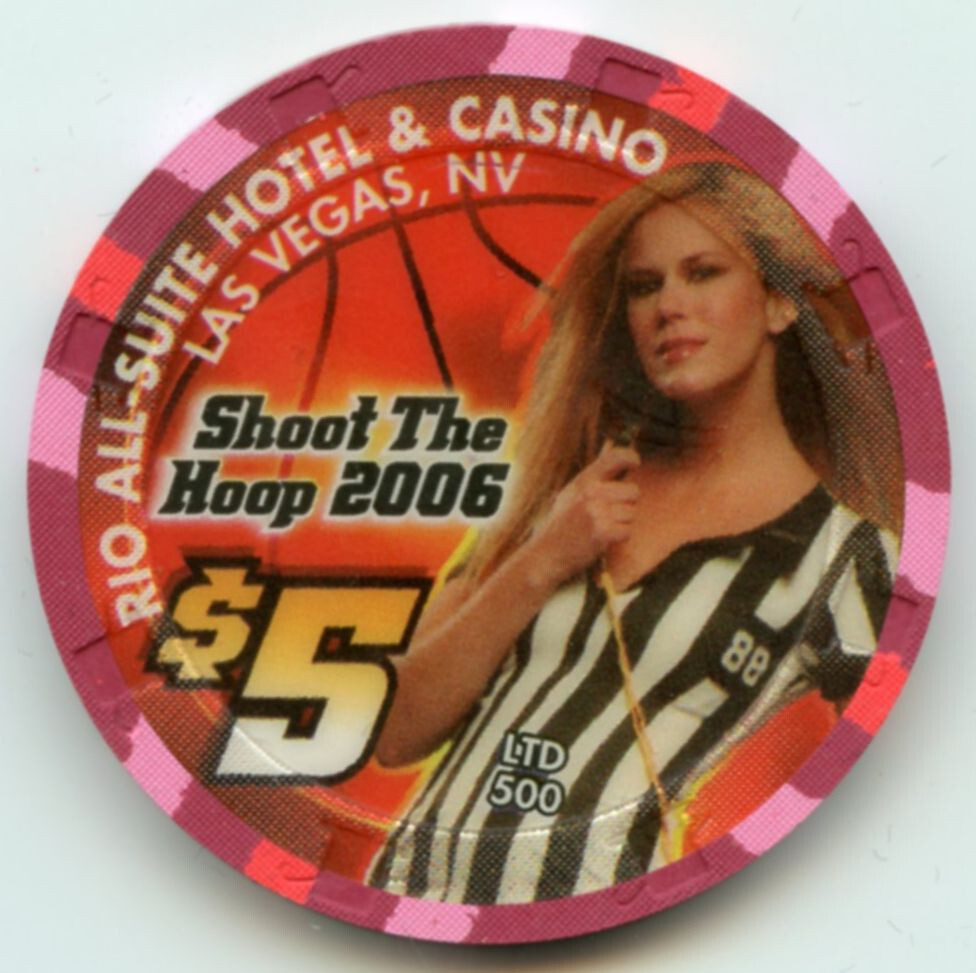 RIO ALL-SUITE HOTEL & CASINO
LAS VEGAS, NV
Shoot The
Hoop 2006
$5
88
LTD
500